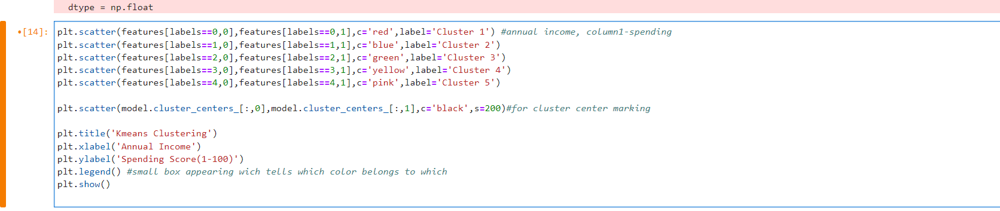 dtype = np.float
•[14]: plt.scatter(features[labels==0,0],features[labels==0,1],c='red',label='Cluster 1') #annual income, column1-spending
plt.scatter(features[labels==1,0],features[labels==1,1],c='blue',label='Cluster 2')
plt.scatter(features[labels==2,0],features[labels==2,1],c='green',label='Cluster 3')
plt.scatter(features[labels==3,0],features[labels==3,1],c='yellow',label='Cluster 4')
plt.scatter(features[labels==4,0],features[labels==4,1],c='pink',label='Cluster 5')
plt.scatter(model.cluster_centers_[:,0],model.cluster_centers_[:,1],c='black',s=200)#for cluster center marking
plt.title('Kmeans Clustering')
plt.xlabel('Annual Income')
plt.ylabel('Spending Score(1-100)')
plt.legend() #small box appearing wich tells which color belongs to which
plt.show()